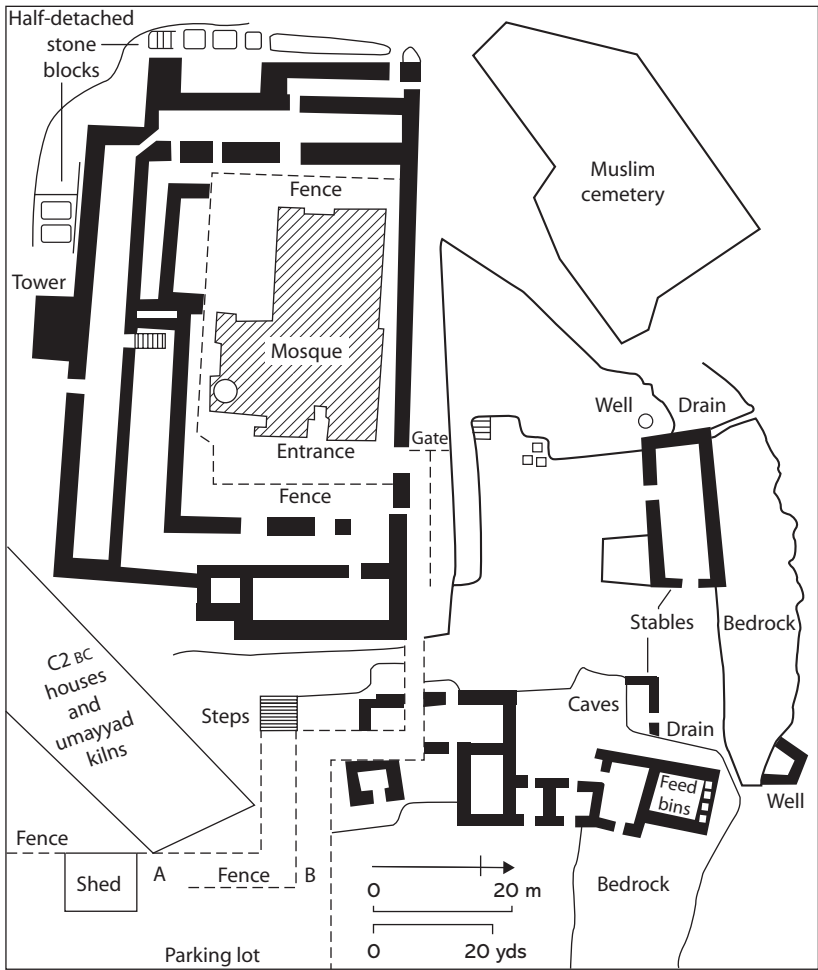 Half-detached
stone
blocks
Muslim
cemetery
Fence
Tower
Mosque
Well
Drain
Entrance
Gate
Fence
Stables
Bedrock
C2 BC
houses
and
umayyad
kilns
Steps
Caves
Drain
Feed
bins
Well
Fence
Shed
A
Fence
B
0
20 m
Bedrock
0
20 yds
Parking lot